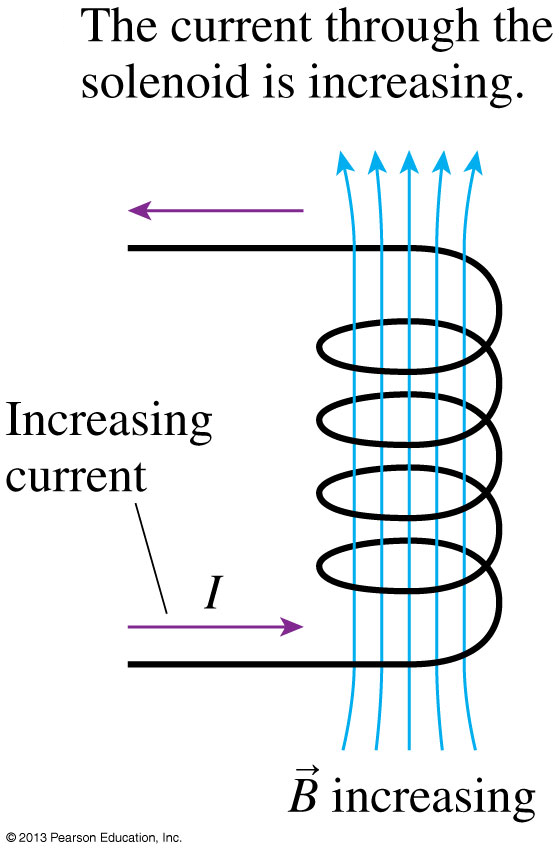 The current through the
solenoid is increasing.
Increasing
current
I
B⃗ increasing
© 2013 Pearson Education, Inc.